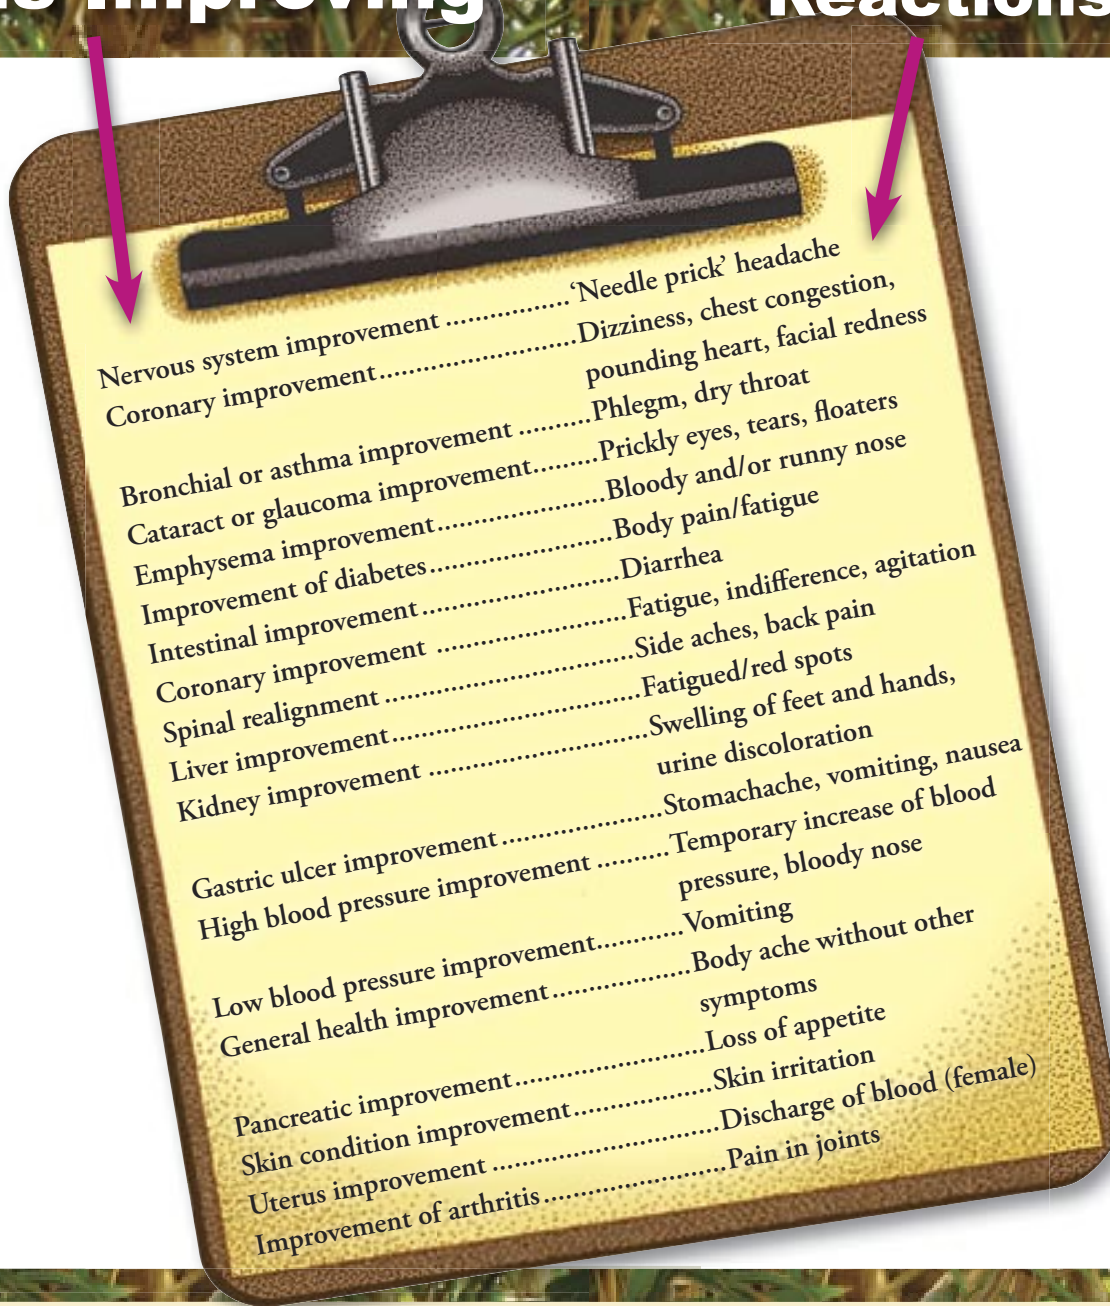 Improving
Reactions
Nervous system improvement .................'Needle prick' headache
Coronary improvement...........................Dizziness, chest congestion,
pounding heart, facial redness
Bronchial or asthma improvement ..........Phlegm, dry throat
Cataract or glaucoma improvement.........Prickly eyes, tears, floaters
Emphysema improvement.......................Bloody and/or runny nose
Improvement of diabetes.........................Body pain/fatigue
Intestinal improvement...........................Diarrhea
Coronary improvement ..........................Fatigue, indifference, agitation
Spinal realignment..................................Side aches, back pain
Liver improvement..................................Fatigued/red spots
Kidney improvement ..............................Swelling of feet and hands,
urine discoloration
Gastric ulcer improvement......................Stomachache, vomiting, nausea
High blood pressure improvement ..........Temporary increase of blood
pressure, bloody nose
Low blood pressure improvement............Vomiting
General health improvement...................Body ache without other
symptoms
Pancreatic improvement..........................Loss of appetite
Skin condition improvement...................Skin irritation
Uterus improvement...............................Discharge of blood (female)
Improvement of arthritis.........................Pain in joints